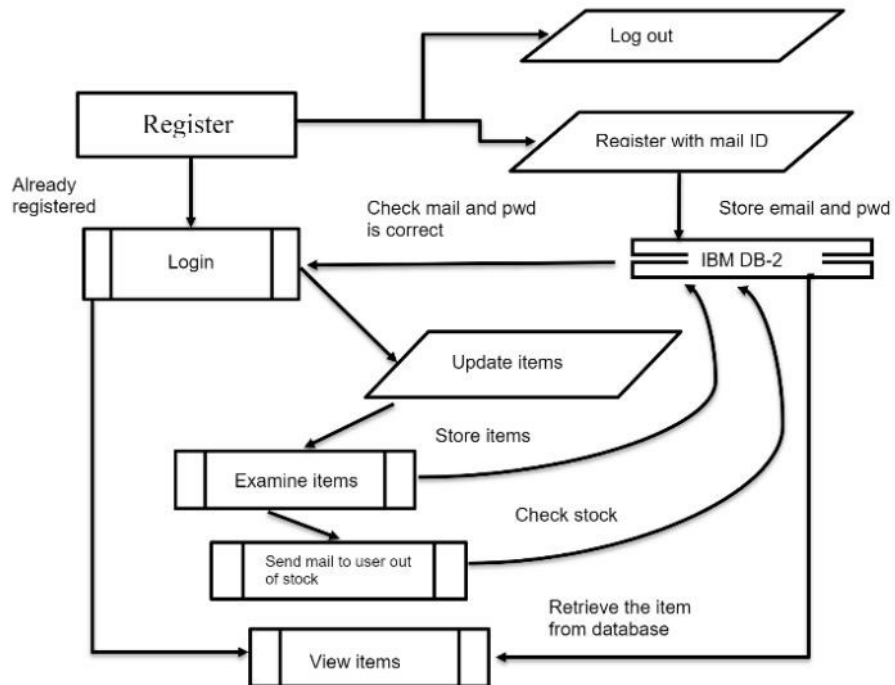 Log out
Register
Register with mail ID
Already
registered
Check mail and pwd
is correct
Store email and pwd
Login
IBM DB-2
Update items
Store items
Examine items
Check stock
Send mail to user out
of stock
Retrieve the item
from database
View items